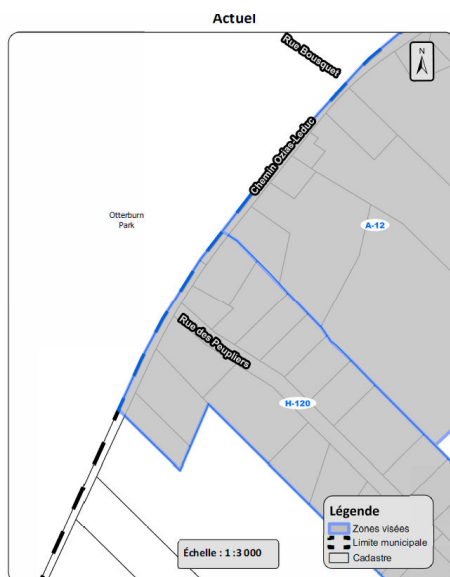 Actuel
Rue Bousquet
N
Chemin Ozias-Leduc
Otterburn
Park
A-12
Rue des Peupliers
H-120
Légende
Zones visées
Limite municipale
Cadastre
Échelle : 1 :3 000